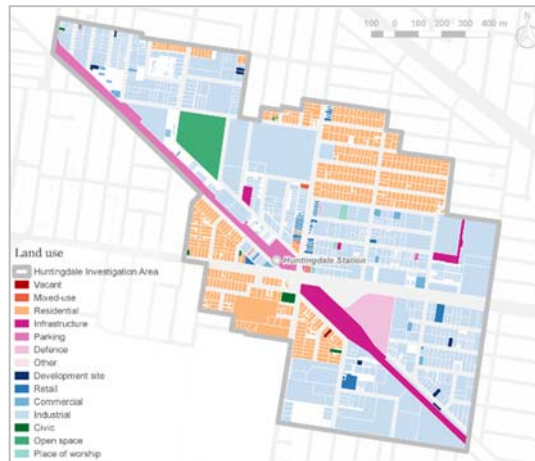 100 0 100 200 300 400 m
N
Huntingdale Station
Land use
Huntingdale Investigation Area
Vacant
Mixed-use
Residential
Infrastructure
Parking
Defence
Other
Development site
Retail
Commercial
Industrial
Civic
Open space
Place of worship